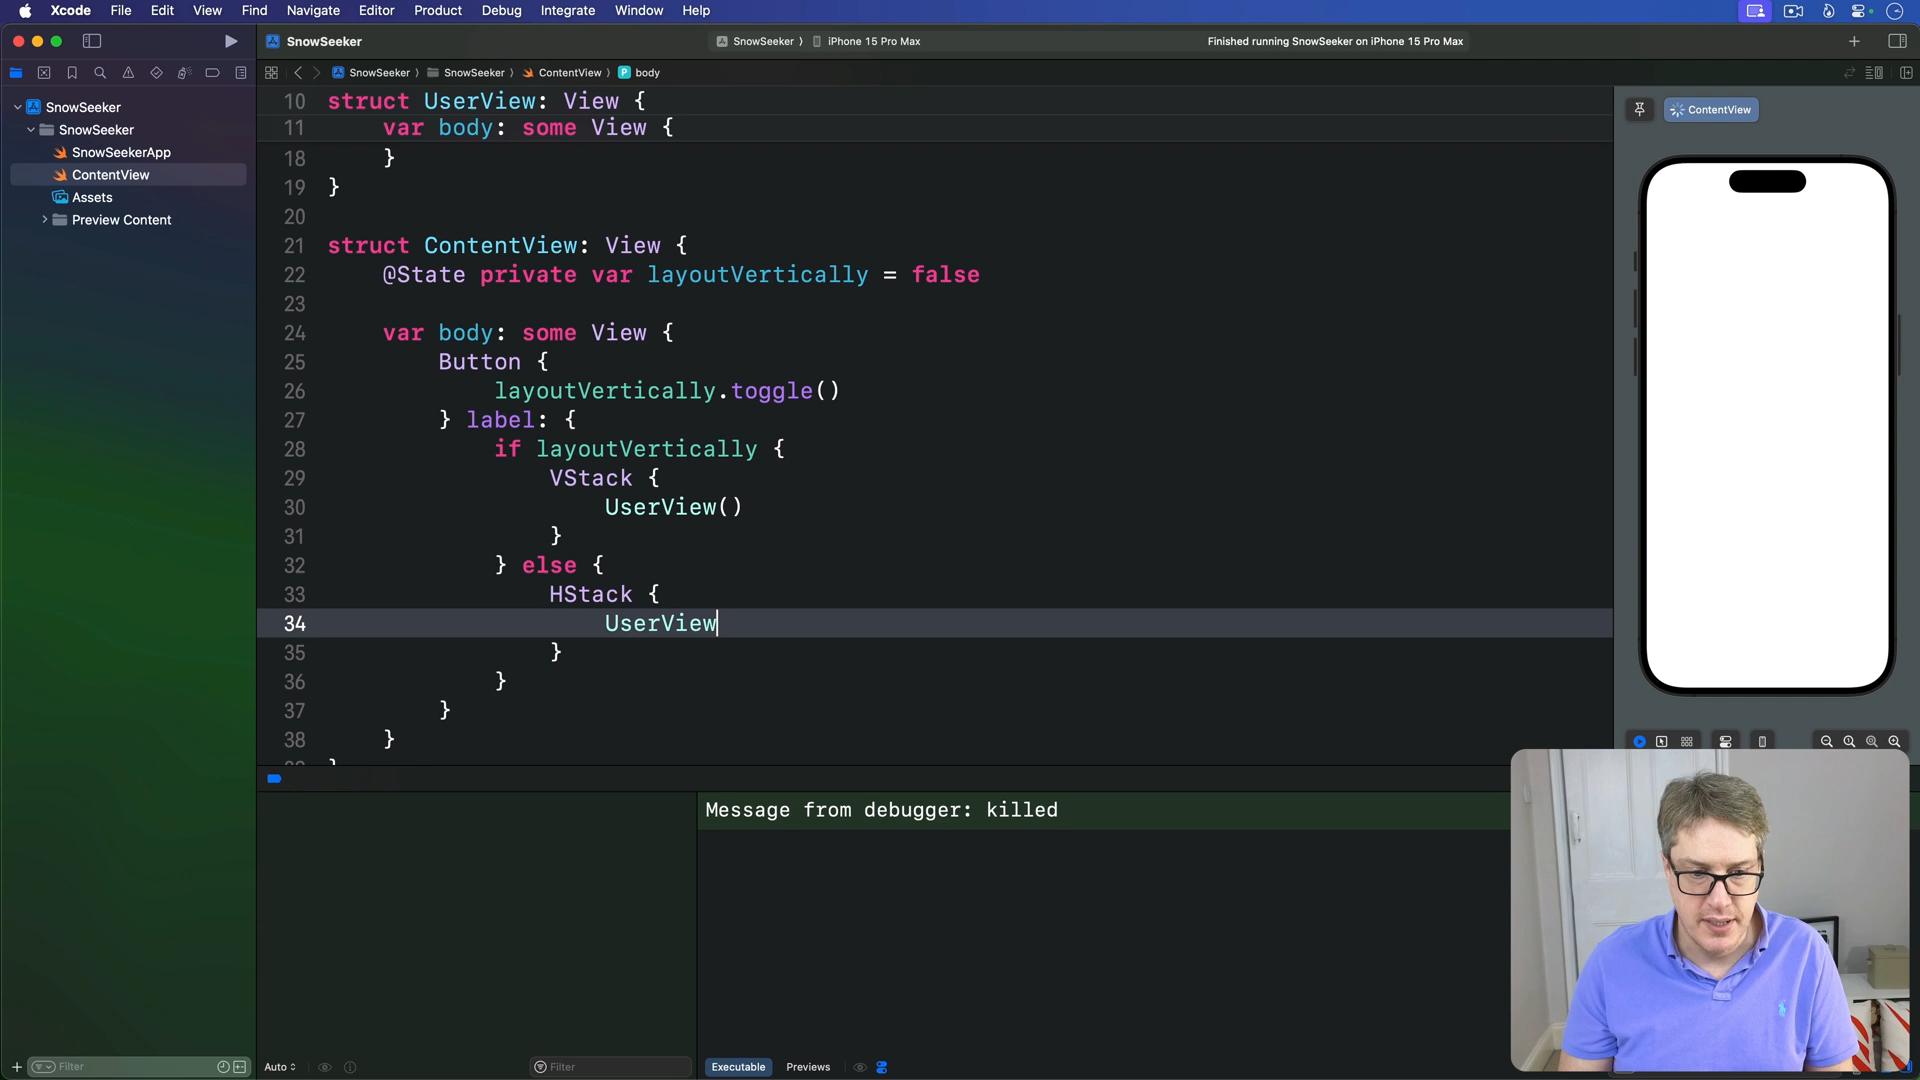 Xcode File Edit View Find Navigate Editor Product Debug Integrate Window Help
SnowSeeker
SnowSeeker 〉 iPhone 15 Pro Max
Finished running SnowSeeker on iPhone 15 Pro Max
SnowSeeker 〉 SnowSeeker 〉 ContentView 〉 P body
SnowSeeker
SnowSeeker
SnowSeekerApp
ContentView
Assets
Preview Content
10 struct UserView: View {
11 var body: some View {
18 }
19 }
20
21 struct ContentView: View {
22 @State private var layoutVertically = false
23
24 var body: some View {
25 Button {
26 layoutVertically.toggle()
27 } label: {
28 if layoutVertically {
29 VStack {
30 UserView()
31 }
32 } else {
33 HStack {
34 UserView
35 }
36 }
37 }
38 }
ContentView
Message from debugger: killed
Filter
Auto
Filter
Executable
Previews